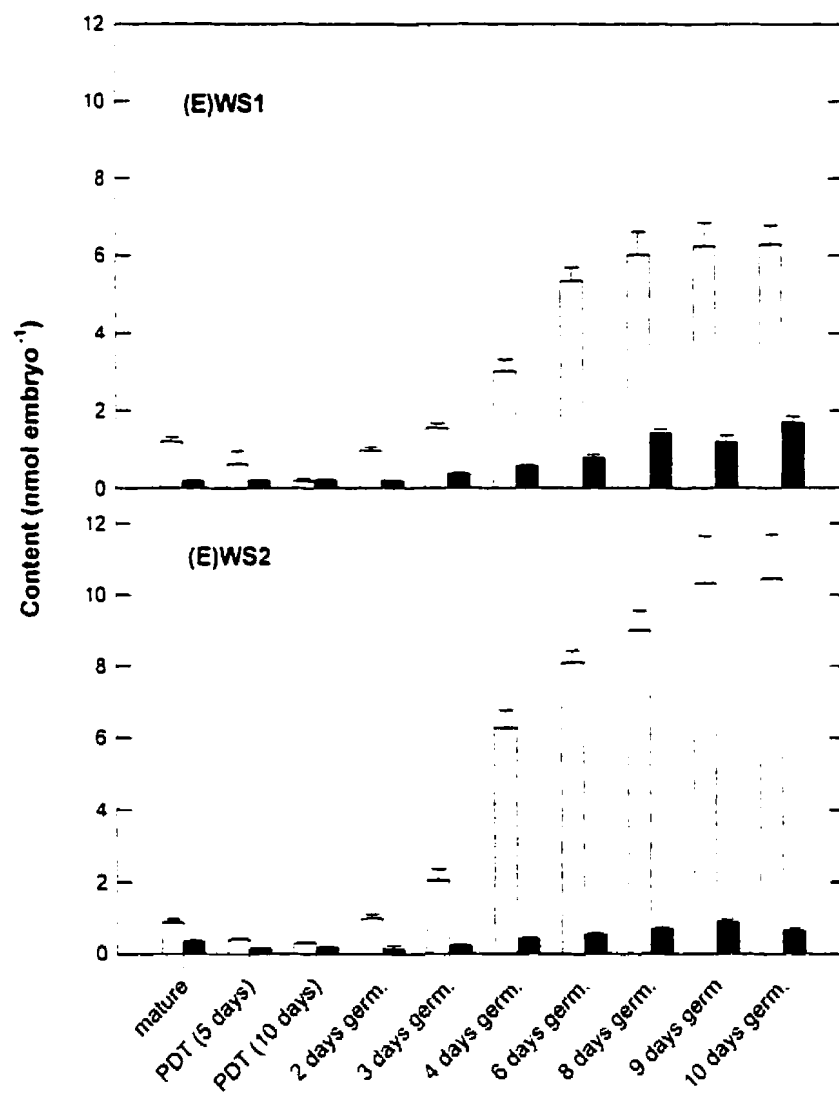 12
10
(E)WS1
8
6
4
2
0
12
(E)WS2
10
8
6
4
2
0
Content (nmol embryo⁻¹)
mature
PDT (5 days)
PDT (10 days)
2 days germ.
3 days germ.
4 days germ.
6 days germ.
8 days germ.
9 days germ
10 days germ.